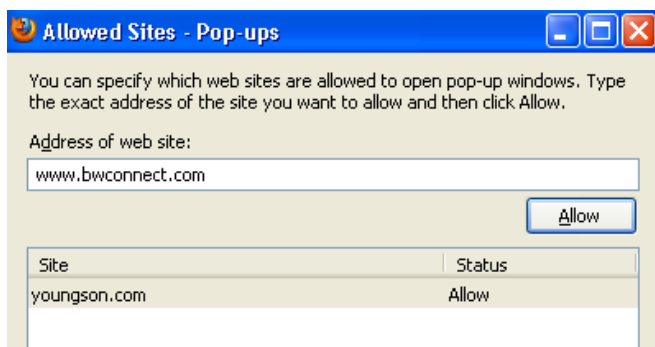 Allowed Sites - Pop-ups
You can specify which web sites are allowed to open pop-up windows. Type
the exact address of the site you want to allow and then click Allow.
Address of web site:
www.bwconnect.com
Allow
Site Status
youngson.com Allow